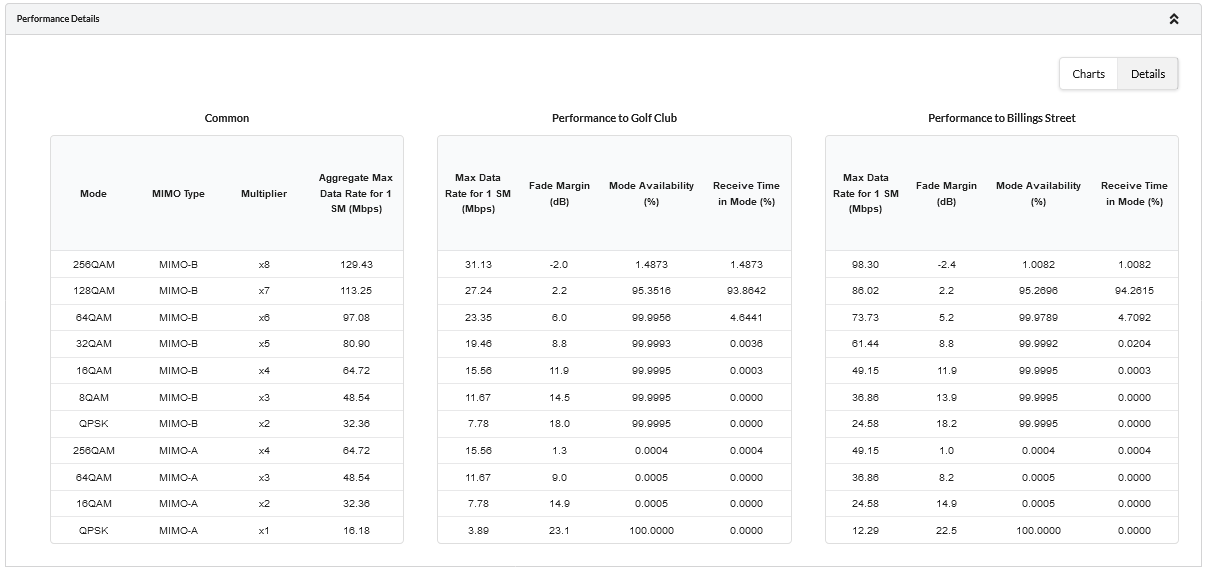 Performance Details
Charts Details
Common Performance to Golf Club Performance to Billings Street
Mode MIMO Type Multiplier Aggregate Max Data Rate for 1 SM (Mbps) Max Data Rate for 1 SM (Mbps) Fade Margin (dB) Mode Availability (%) Receive Time in Mode (%) Max Data Rate for 1 SM (Mbps) Fade Margin (dB) Mode Availability (%) Receive Time in Mode (%)
256QAM MIMO-B x8 129.43 31.13 -2.0 1.4873 1.4873 98.30 -2.4 1.0082 1.0082
128QAM MIMO-B x7 113.25 27.24 2.2 95.3516 93.8642 86.02 2.2 95.2696 94.2615
64QAM MIMO-B x6 97.08 23.35 6.0 99.9956 4.6441 73.73 5.2 99.9789 4.7092
32QAM MIMO-B x5 80.90 19.46 8.8 99.9993 0.0036 61.44 8.8 99.9992 0.0204
16QAM MIMO-B x4 64.72 15.56 11.9 99.9995 0.0003 49.15 11.9 99.9995 0.0003
8QAM MIMO-B x3 48.54 11.67 14.5 99.9995 0.0000 36.86 13.9 99.9995 0.0000
QPSK MIMO-B x2 32.36 7.78 18.0 99.9995 0.0000 24.58 18.2 99.9995 0.0000
256QAM MIMO-A x4 64.72 15.56 1.3 0.0004 0.0004 49.15 1.0 0.0004 0.0004
64QAM MIMO-A x3 48.54 11.67 9.0 0.0005 0.0000 36.86 8.2 0.0005 0.0000
16QAM MIMO-A x2 32.36 7.78 14.9 0.0005 0.0000 24.58 14.9 0.0005 0.0000
QPSK MIMO-A x1 16.18 3.89 23.1 100.0000 0.0000 12.29 22.5 100.0000 0.0000